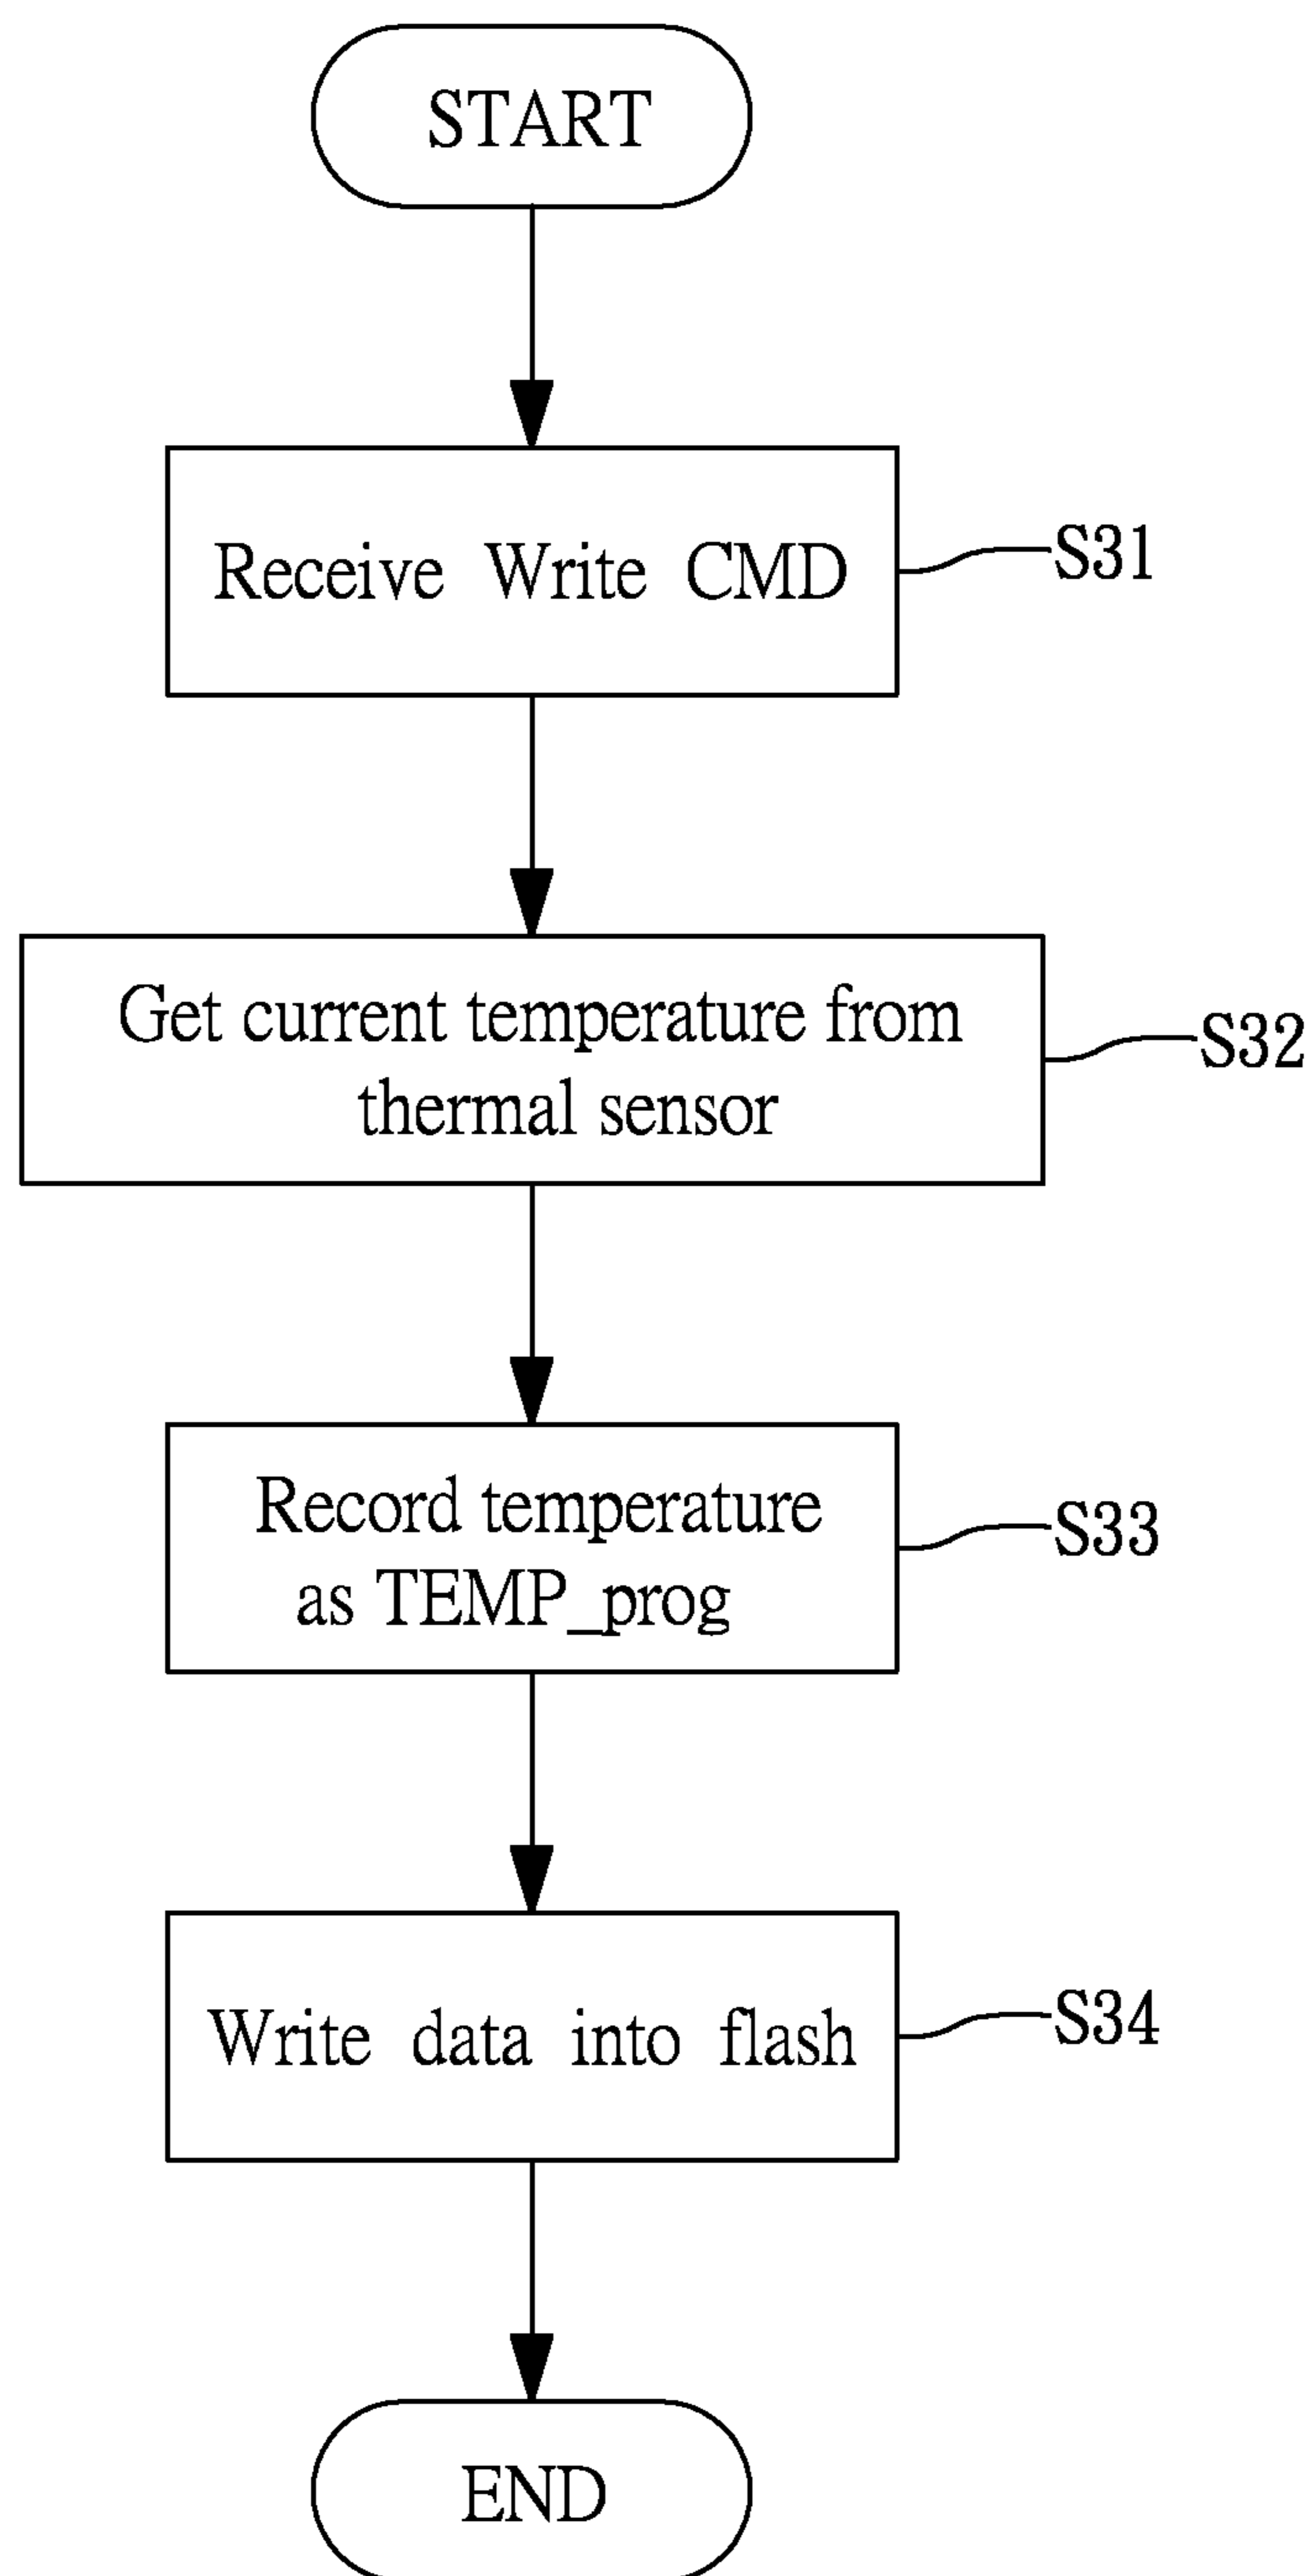 START
Receive Write CMD
S31
Get current temperature from
thermal sensor
S32
Record temperature
as TEMP_prog
S33
Write data into flash
S34
END